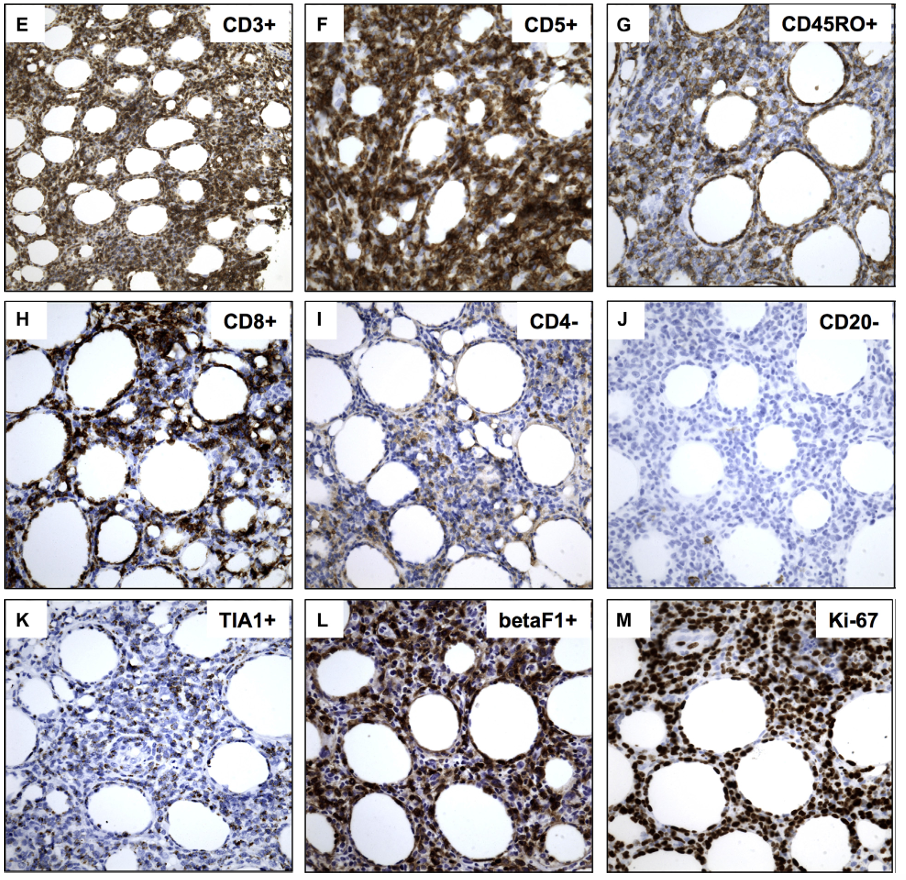 E CD3+
F CD5+
G CD45RO+
H CD8+
I CD4-
J CD20-
K TIA1+
L betaF1+
M Ki-67